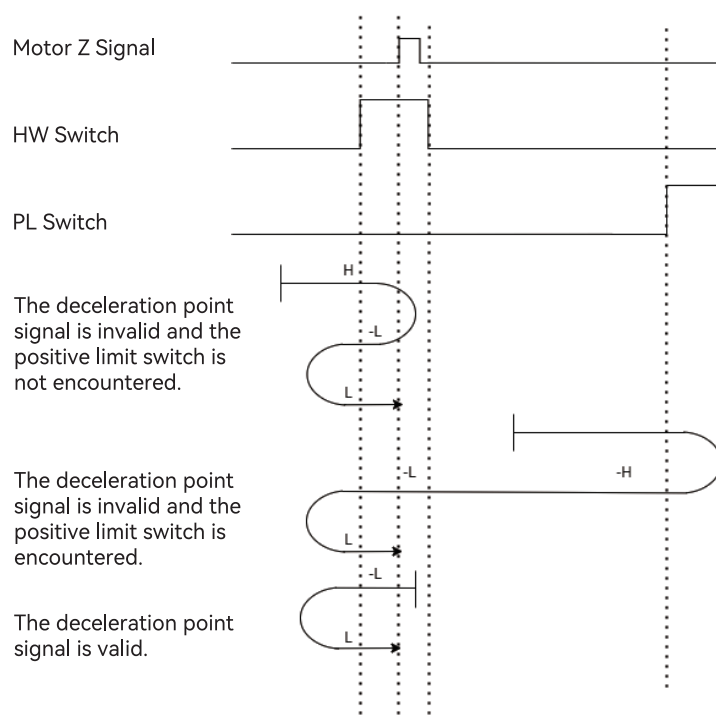 Motor Z Signal
HW Switch
PL Switch
H
The deceleration point
signal is invalid and the
positive limit switch is
not encountered.
-L
L
The deceleration point
signal is invalid and the
positive limit switch is
encountered.
-L
-H
L
-L
The deceleration point
signal is valid.
L